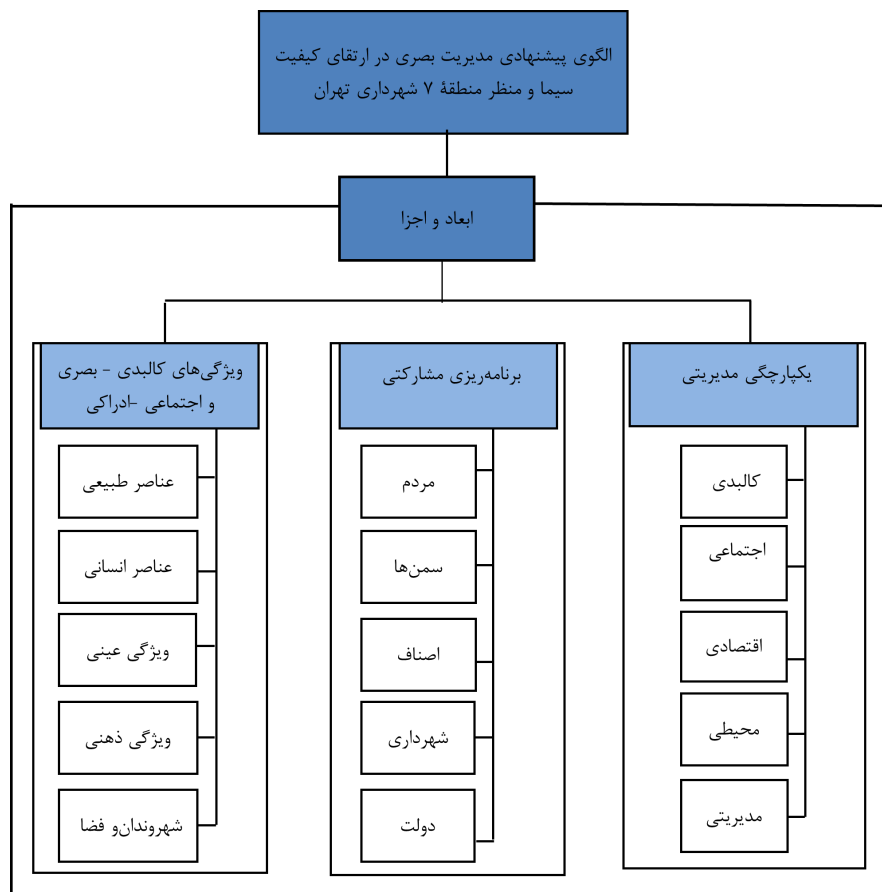 الگوی پیشنهادی مدیریت بصری در ارتقای کیفیت
سیما و منظر منطقۀ ۷ شهرداری تهران
ابعاد و اجزا
یکپارچگی مدیریتی
کالبدی
اجتماعی
اقتصادی
محیطی
مدیریتی
برنامه‌ریزی مشارکتی
مردم
سمن‌ها
اصناف
شهرداری
دولت
ویژگی‌های کالبدی - بصری
و اجتماعی -ادراکی
عناصر طبیعی
عناصر انسانی
ویژگی عینی
ویژگی ذهنی
شهروندان‌و فضا